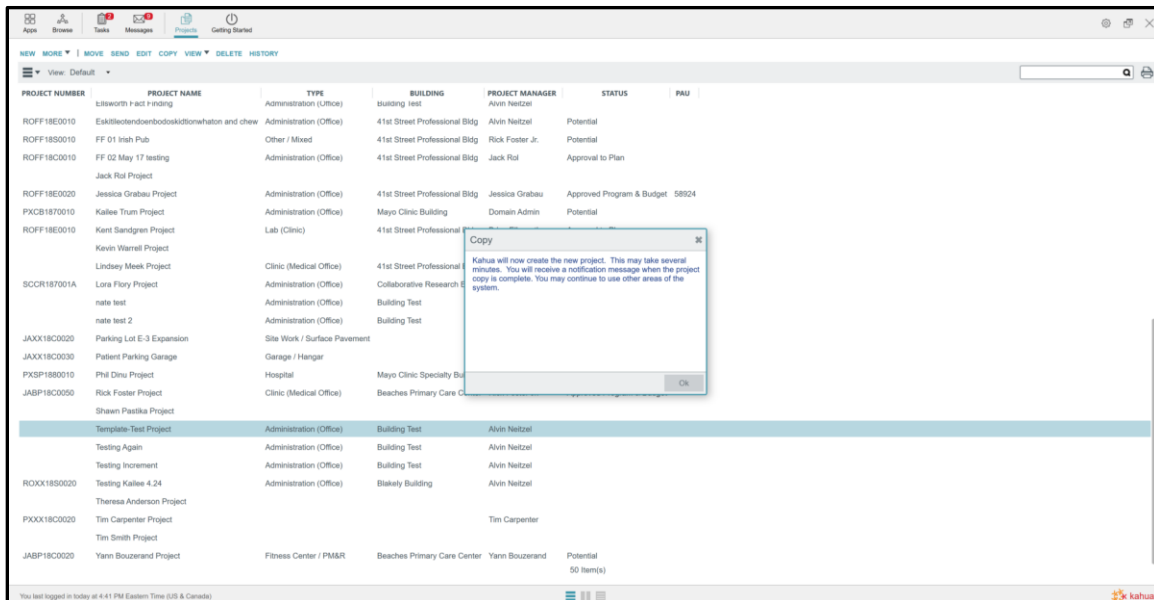 Apps Browse Tasks 2 Messages Projects Getting Started
NEW MORE | MOVE SEND EDIT COPY VIEW DELETE HISTORY
View: Default
PROJECT NUMBER PROJECT NAME TYPE BUILDING PROJECT MANAGER STATUS PAU
Ellsworth Fact Finding Administration (Office) Building Test Alvin Neitzel
ROFF18E0010 Eskitileotendoenbodoskidtionwhaton and chew Administration (Office) 41st Street Professional Bldg Alvin Neitzel Potential
ROFF18S0010 FF 01 Irish Pub Other / Mixed 41st Street Professional Bldg Rick Foster Jr. Potential
ROFF18C0010 FF 02 May 17 testing Administration (Office) 41st Street Professional Bldg Jack Rol Approval to Plan
Jack Rol Project
ROFF18E0020 Jessica Grabau Project Administration (Office) 41st Street Professional Bldg Jessica Grabau Approved Program & Budget 58924
PXCB1870010 Kailee Trum Project Administration (Office) Mayo Clinic Building Domain Admin Potential
ROFF18E0010 Kent Sandgren Project Lab (Clinic) 41st Street Professional
Kevin Warrell Project
Lindsey Meek Project Clinic (Medical Office) 41st Street Professional
SCCR187001A Lora Flory Project Administration (Office) Collaborative Research
nate test Administration (Office) Building Test
nate test 2 Administration (Office) Building Test
JAXX18C0020 Parking Lot E-3 Expansion Site Work / Surface Pavement
JAXX18C0030 Patient Parking Garage Garage / Hangar
PXSP1880010 Phil Dinu Project Hospital Mayo Clinic Specialty
JABP18C0050 Rick Foster Project Clinic (Medical Office) Beaches Primary Care
Shawn Pastika Project
Template-Test Project Administration (Office) Building Test Alvin Neitzel
Testing Again Administration (Office) Building Test Alvin Neitzel
Testing Increment Administration (Office) Building Test Alvin Neitzel
ROXX18S0020 Testing Kailee 4.24 Administration (Office) Blakely Building Alvin Neitzel
Theresa Anderson Project
PXXX18C0020 Tim Carpenter Project Tim Carpenter
Tim Smith Project
JABP18C0020 Yann Bouzerand Project Fitness Center / PM&R Beaches Primary Care Center Yann Bouzerand Potential
50 Item(s)
Copy
Kahua will now create the new project. This may take several
minutes. You will receive a notification message when the project
copy is complete. You may continue to use other areas of the
system.
Ok
You last logged in today at 4:41 PM Eastern Time (US & Canada)
kahua